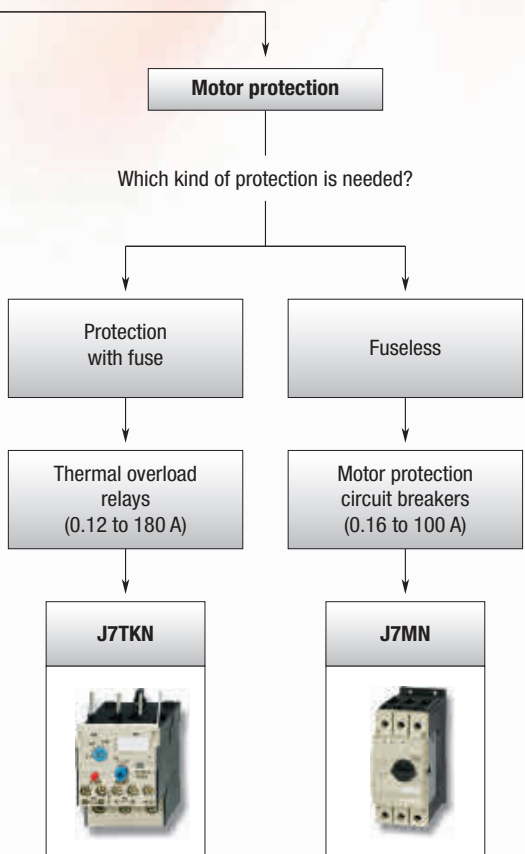 Motor protection
Which kind of protection is needed?
Protection
with fuse
Fuseless
Thermal overload
relays
(0.12 to 180 A)
Motor protection
circuit breakers
(0.16 to 100 A)
J7TKN
J7MN